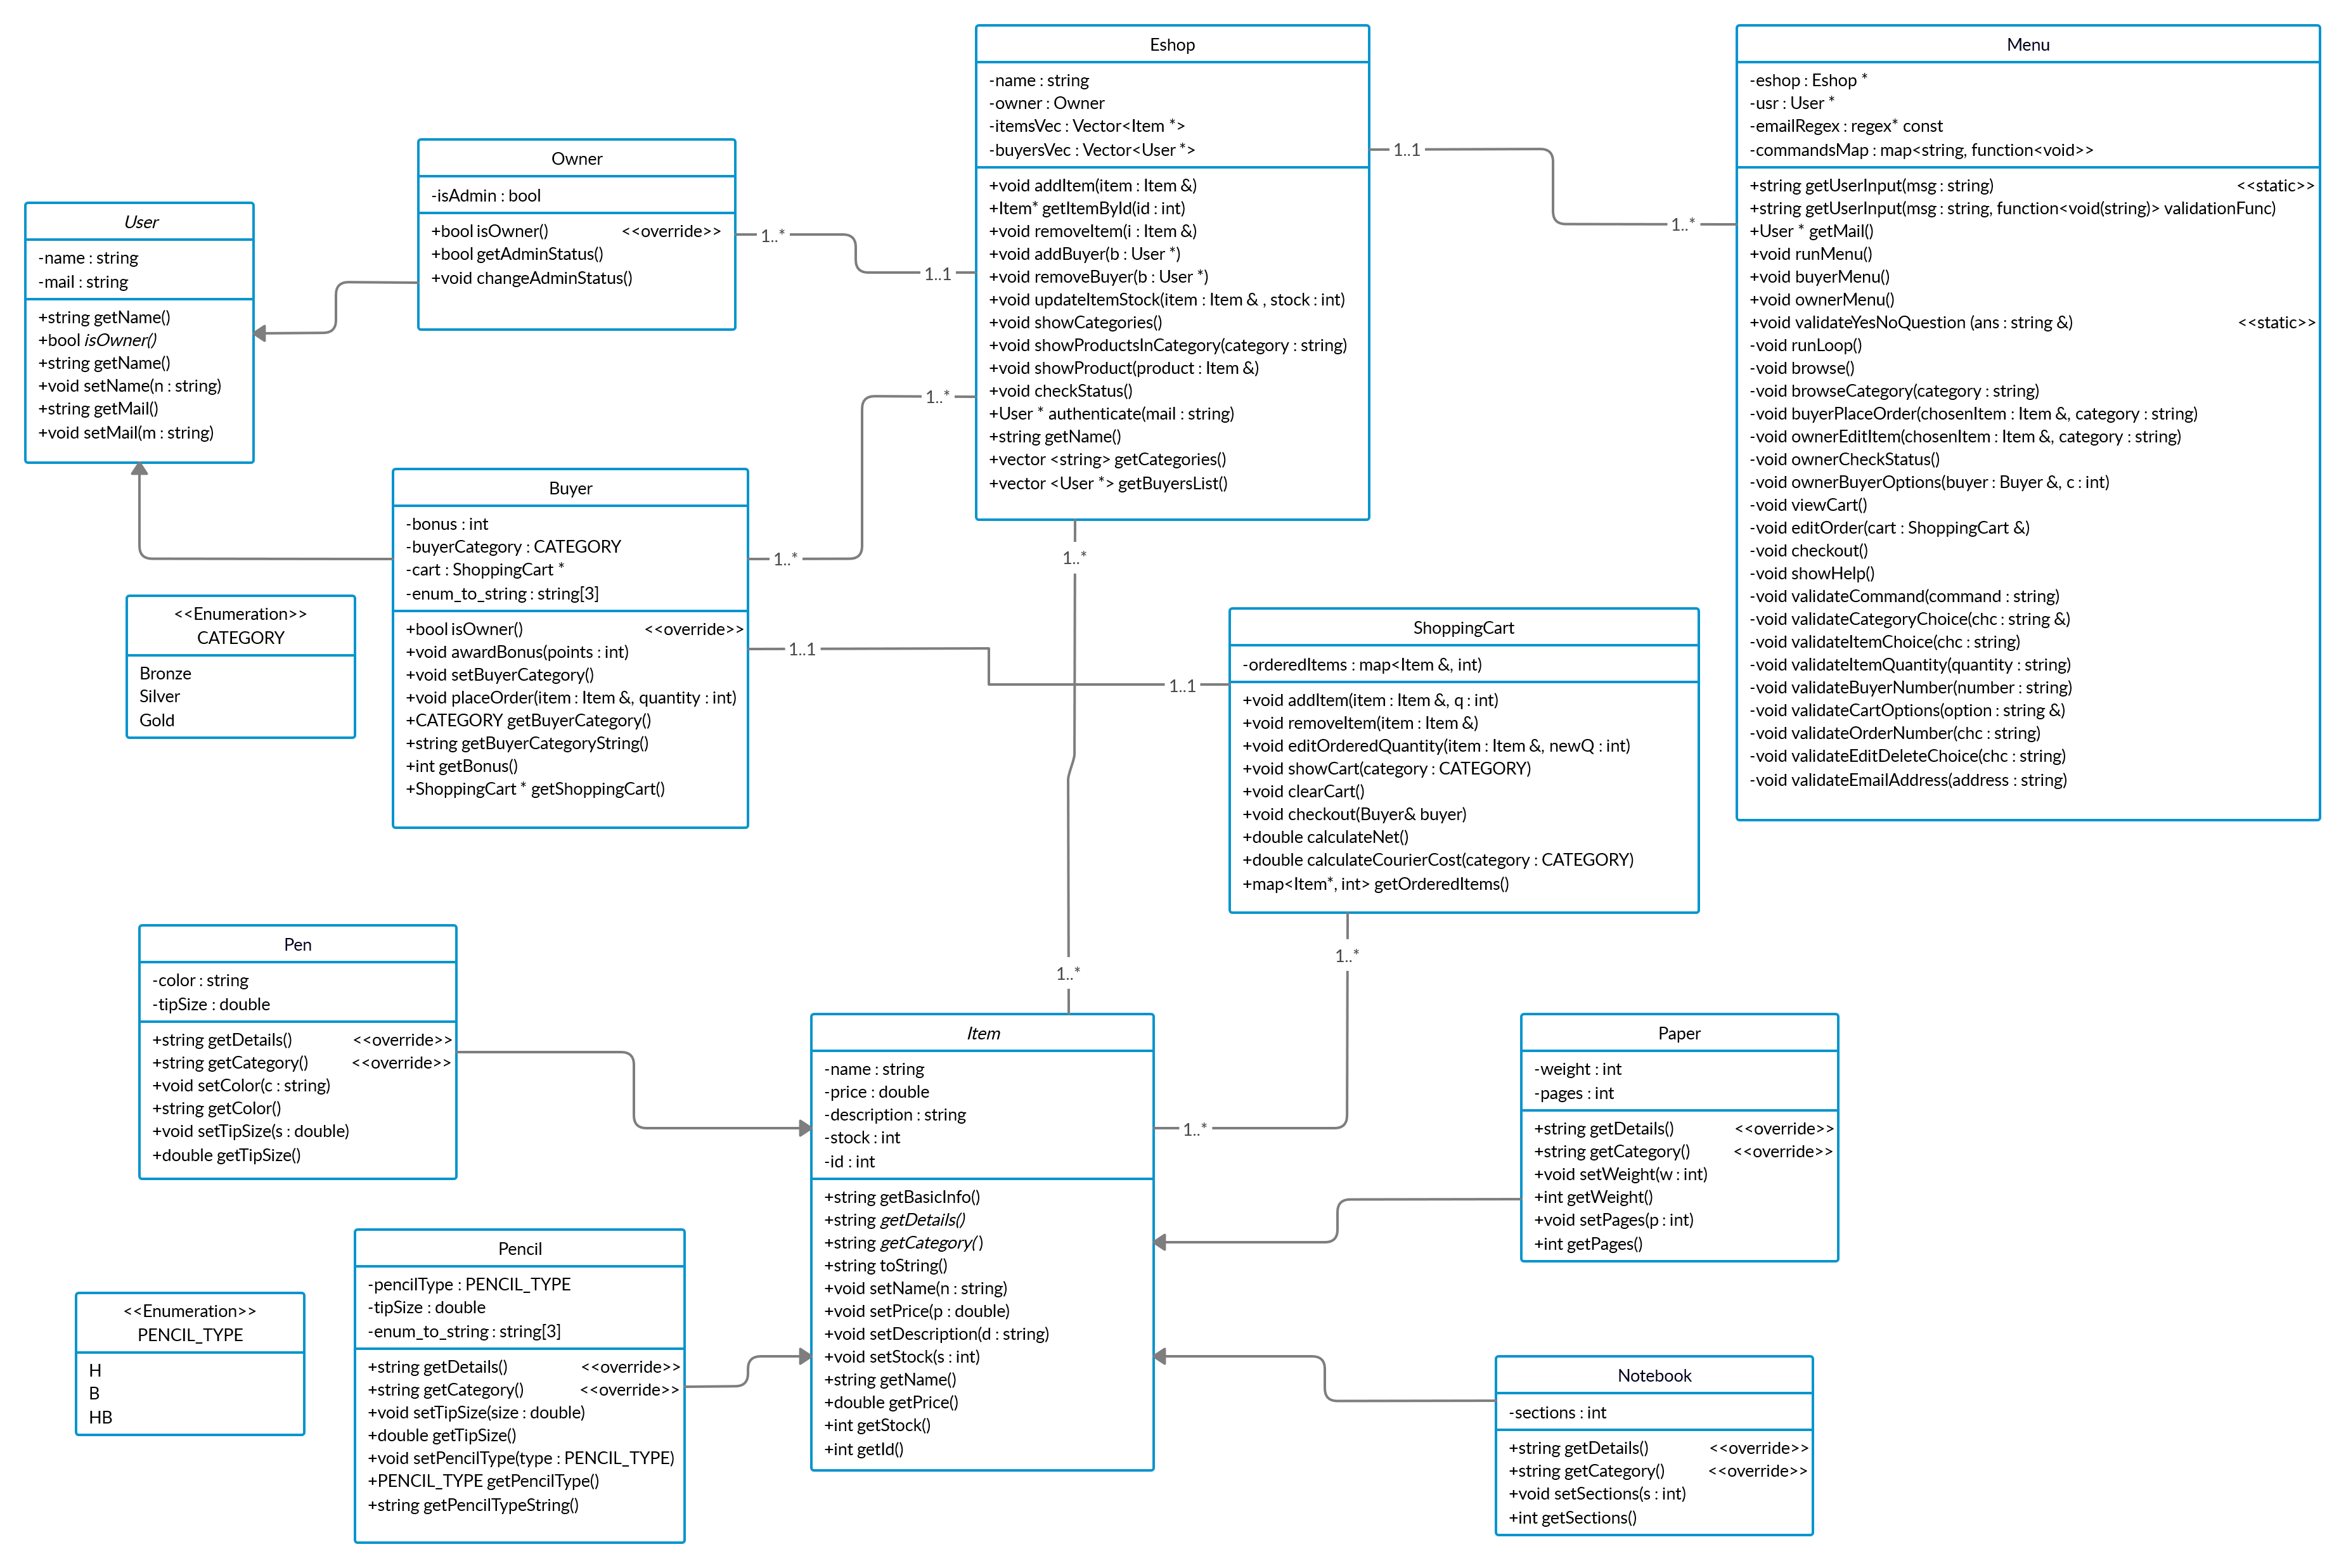 User
-name : string
-mail : string
+string getName()
+bool isOwner()
+string getName()
+void setName(n : string)
+string getMail()
+void setMail(m : string)
Owner
-isAdmin : bool
+bool isOwner() <<override>>
+bool getAdminStatus()
+void changeAdminStatus()
1..*
1..1
Eshop
-name : string
-owner : Owner
-itemsVec : Vector<Item *>
-buyersVec : Vector<User *>
+void addItem(item : Item &)
+Item* getItemById(id : int)
+void removeItem(i : Item &)
+void addBuyer(b : User *)
+void removeBuyer(b : User *)
+void updateItemStock(item : Item & , stock : int)
+void showCategories()
+void showProductsInCategory(category : string)
+void showProduct(product : Item &)
+void checkStatus()
+User * authenticate(mail : string)
+string getName()
+vector <string> getCategories()
+vector <User *> getBuyersList()
1..1
1..*
Menu
-eshop : Eshop *
-usr : User *
-emailRegex : regex* const
-commandsMap : map<string, function<void>>
+string getUserInput(msg : string) <<static>>
+string getUserInput(msg : string, function<void(string)> validationFunc)
+User * getMail()
+void runMenu()
+void buyerMenu()
+void ownerMenu()
+void validateYesNoQuestion (ans : string &) <<static>>
-void runLoop()
-void browse()
-void browseCategory(category : string)
-void buyerPlaceOrder(chosenItem : Item &, category : string)
-void ownerEditItem(chosenItem : Item &, category : string)
-void ownerCheckStatus()
-void ownerBuyerOptions(buyer : Buyer &, c : int)
-void viewCart()
-void editOrder(cart : ShoppingCart &)
-void checkout()
-void showHelp()
-void validateCommand(command : string)
-void validateCategoryChoice(chc : string &)
-void validateItemChoice(chc : string)
-void validateItemQuantity(quantity : string)
-void validateBuyerNumber(number : string)
-void validateCartOptions(option : string &)
-void validateOrderNumber(chc : string)
-void validateEditDeleteChoice(chc : string)
-void validateEmailAddress(address : string)
Buyer
-bonus : int
-buyerCategory : CATEGORY
-cart : ShoppingCart *
-enum_to_string : string[3]
+bool isOwner() <<override>>
+void awardBonus(points : int)
+void setBuyerCategory()
+void placeOrder(item : Item &, quantity : int)
+CATEGORY getBuyerCategory()
+string getBuyerCategoryString()
+int getBonus()
+ShoppingCart * getShoppingCart()
1..*
1..*
1..1
1..1
<<Enumeration>>
CATEGORY
Bronze
Silver
Gold
1..*
1..*
ShoppingCart
-orderedItems : map<Item &, int)
+void addItem(item : Item &, q : int)
+void removeItem(item : Item &)
+void editOrderedQuantity(item : Item &, newQ : int)
+void showCart(category : CATEGORY)
+void clearCart()
+void checkout(Buyer& buyer)
+double calculateNet()
+double calculateCourierCost(category : CATEGORY)
+map<Item*, int> getOrderedItems()
1..*
1..*
Pen
-color : string
-tipSize : double
+string getDetails() <<override>>
+string getCategory() <<override>>
+void setColor(c : string)
+string getColor()
+void setTipSize(s : double)
+double getTipSize()
Item
-name : string
-price : double
-description : string
-stock : int
-id : int
+string getBasicInfo()
+string getDetails()
+string getCategory()
+string toString()
+void setName(n : string)
+void setPrice(p : double)
+void setDescription(d : string)
+void setStock(s : int)
+string getName()
+double getPrice()
+int getStock()
+int getId()
Paper
-weight : int
-pages : int
+string getDetails() <<override>>
+string getCategory() <<override>>
+void setWeight(w : int)
+int getWeight()
+void setPages(p : int)
+int getPages()
Pencil
-pencilType : PENCIL_TYPE
-tipSize : double
-enum_to_string : string[3]
+string getDetails() <<override>>
+string getCategory() <<override>>
+void setTipSize(size : double)
+double getTipSize()
+void setPencilType(type : PENCIL_TYPE)
+PENCIL_TYPE getPencilType()
+string getPencilTypeString()
<<Enumeration>>
PENCIL_TYPE
H
B
HB
Notebook
-sections : int
+string getDetails() <<override>>
+string getCategory() <<override>>
+void setSections(s : int)
+int getSections()